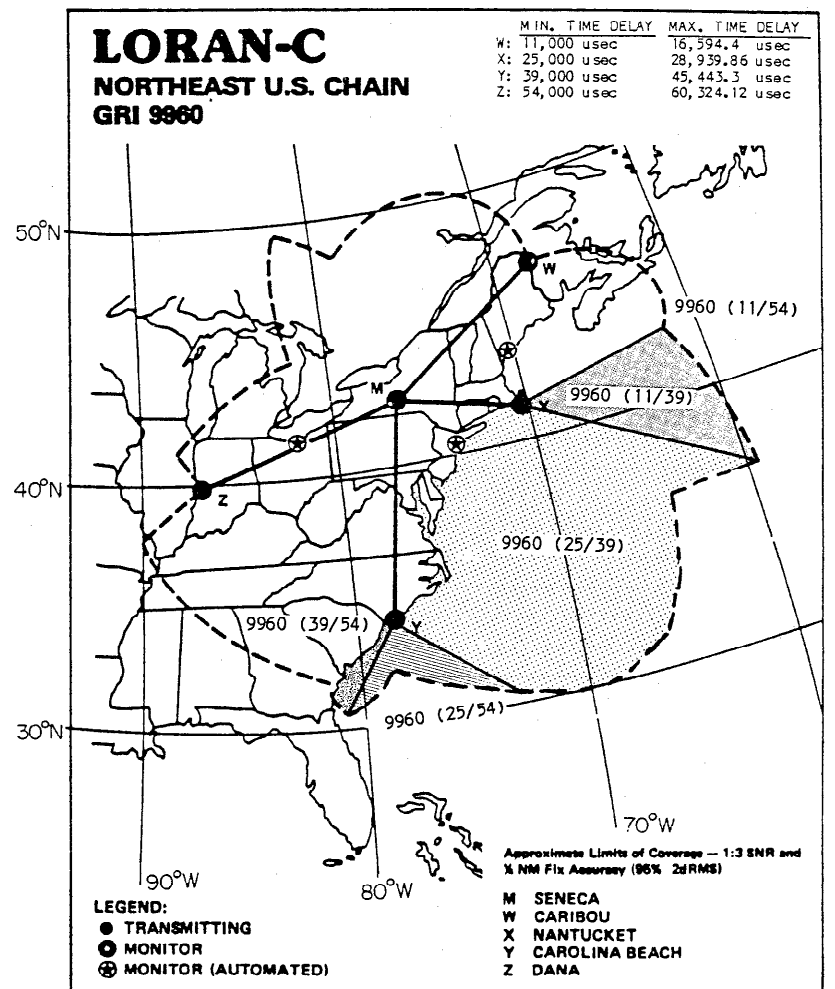 LORAN-C
NORTHEAST U.S. CHAIN
GRI 9960
MIN. TIME DELAY MAX. TIME DELAY
W: 11,000 usec 16,594.4 usec
X: 25,000 usec 28,939.86 usec
Y: 39,000 usec 45,443.3 usec
Z: 54,000 usec 60,324.12 usec
50°N
W
9960 (11/54)
M
9960 (11/39)
X
40°N
Z
9960 (25/39)
9960 (39/54)
Y
9960 (25/54)
30°N
70°W
90°W
80°W
Approximate Limits of Coverage — 1:3 SNR and
¼ NM Fix Accuracy (95% 2dRMS)
LEGEND:
TRANSMITTING
MONITOR
MONITOR (AUTOMATED)
M SENECA
W CARIBOU
X NANTUCKET
Y CAROLINA BEACH
Z DANA